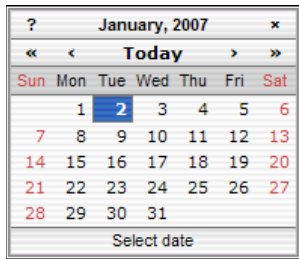 ? January, 2007 ×
« ‹ Today › »
Sun Mon Tue Wed Thu Fri Sat
1 2 3 4 5 6
7 8 9 10 11 12 13
14 15 16 17 18 19 20
21 22 23 24 25 26 27
28 29 30 31
Select date